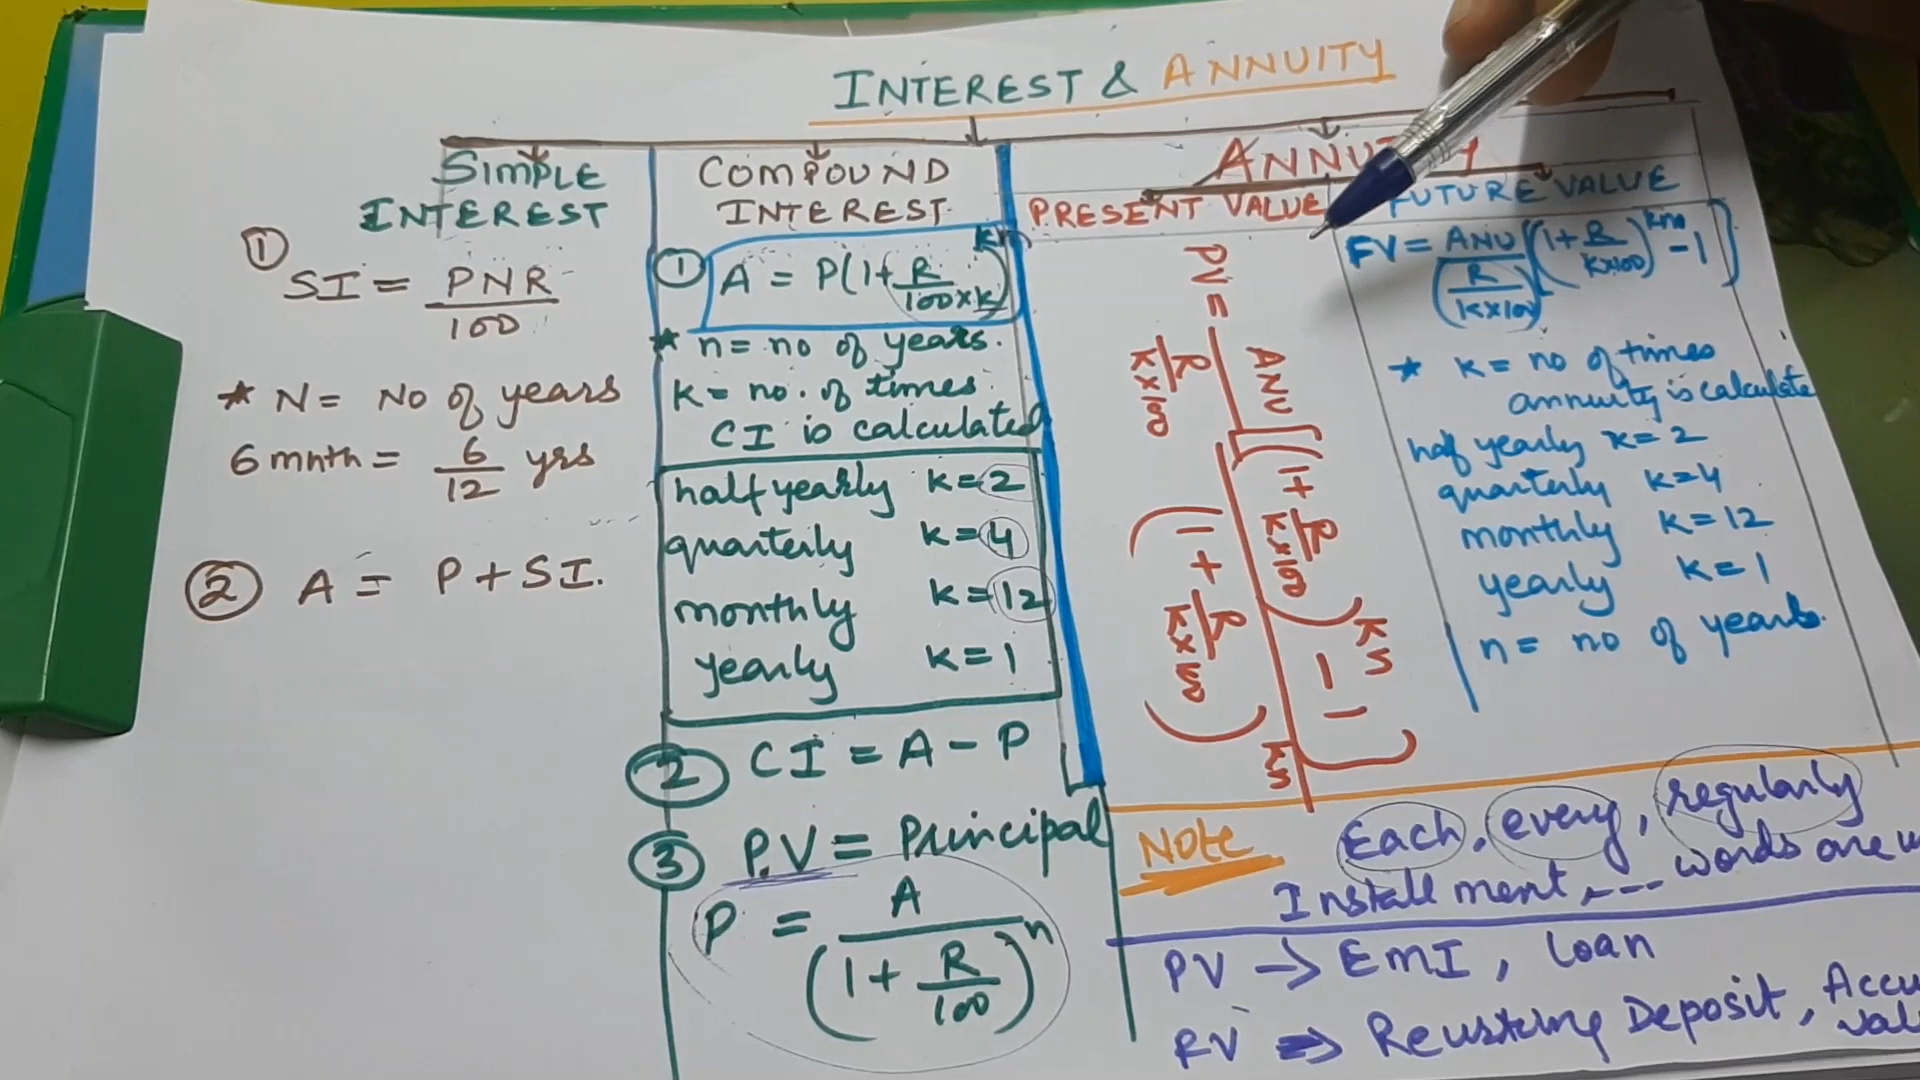 INTEREST & ANNUITY
SIMPLE
INTEREST
① SI = PNR / 100
* N = No of years
6 mnth = 6/12 yrs
② A = P + SI.
COMPOUND
INTEREST
① A = P(1 + R/100×k)^kn
* n = no of years.
k = no. of times
CI is calculated
half yearly k = 2
quarterly k = 4
monthly k = 12
yearly k = 1
② CI = A - P
③ P.V = Principal
P = A / (1 + R/100)^n
ANNUITY
PRESENT VALUE
PV = ANU / (R/k×100) [(1 + R/k×100)^kn - 1] / (1 + R/k×100)^kn
FUTURE VALUE
FV = ANU / (R/k×100) [(1 + R/k×100)^kn - 1]
* k = no of times
annuity is calculate
half yearly k = 2
quarterly k = 4
monthly k = 12
yearly k = 1
n = no of years.
Note Each, every, regularly
Installment, --- words are
PV → EMI, loan
FV ⇒ Deposit,